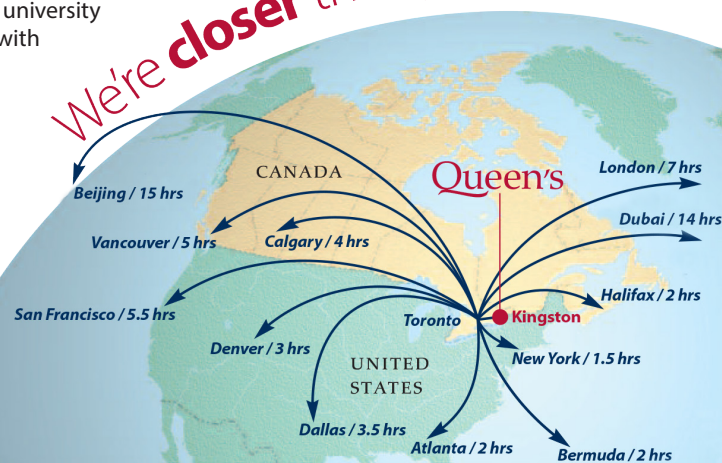 university
with
We're closer
CANADA
Queen's
London / 7 hrs
Beijing / 15 hrs
Dubai / 14 hrs
Vancouver / 5 hrs
Calgary / 4 hrs
Halifax / 2 hrs
San Francisco / 5.5 hrs
Toronto
Kingston
Denver / 3 hrs
New York / 1.5 hrs
UNITED
STATES
Dallas / 3.5 hrs
Atlanta / 2 hrs
Bermuda / 2 hrs